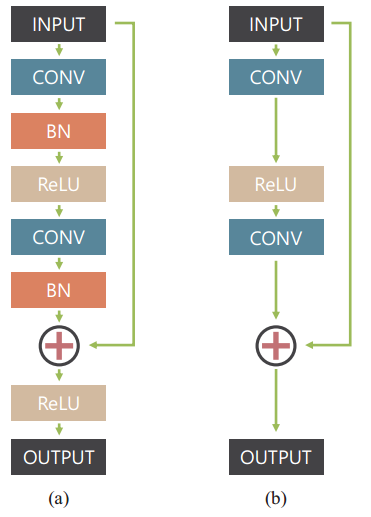 INPUT
CONV
BN
ReLU
CONV
BN
ReLU
OUTPUT
(a)
INPUT
CONV
ReLU
CONV
OUTPUT
(b)